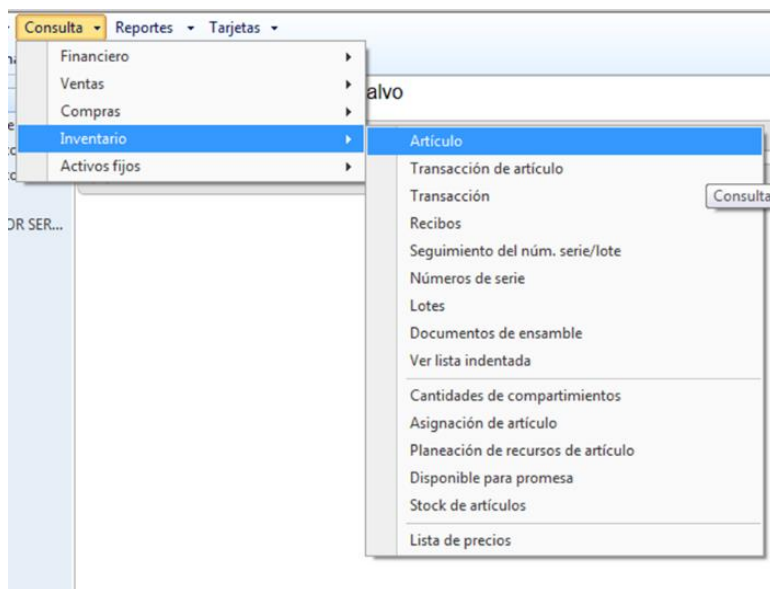 Consulta Reportes Tarjetas
Financiero
Ventas
Compras
Inventario
Activos fijos
alvo
Artículo
Transacción de artículo
Transacción
Consulta
Recibos
OR SER...
Seguimiento del núm. serie/lote
Números de serie
Lotes
Documentos de ensamble
Ver lista indentada
Cantidades de compartimientos
Asignación de artículo
Planeación de recursos de artículo
Disponible para promesa
Stock de artículos
Lista de precios